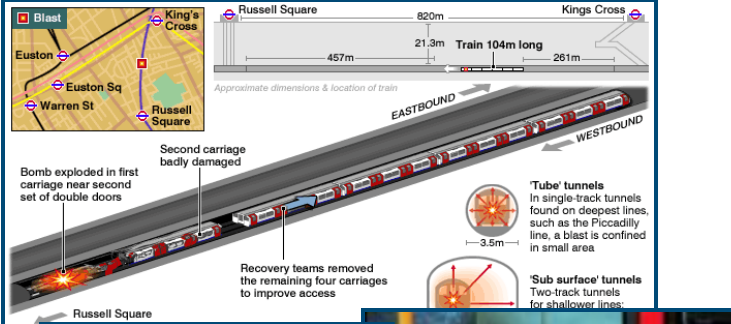 Blast
King's
Cross
Euston
Euston Sq
Warren St
Russell
Square
Russell Square
820m
Kings Cross
21.3m
Train 104m long
457m
261m
Approximate dimensions & location of train
EASTBOUND
WESTBOUND
Second carriage
badly damaged
Bomb exploded in first
carriage near second
set of double doors
Recovery teams removed
the remaining four carriages
to improve access
Russell Square
'Tube' tunnels
In single-track tunnels
found on deepest lines,
such as the Piccadilly
line, a blast is confined
in small area
3.5m
'Sub surface' tunnels
Two-track tunnels
for shallower lines: